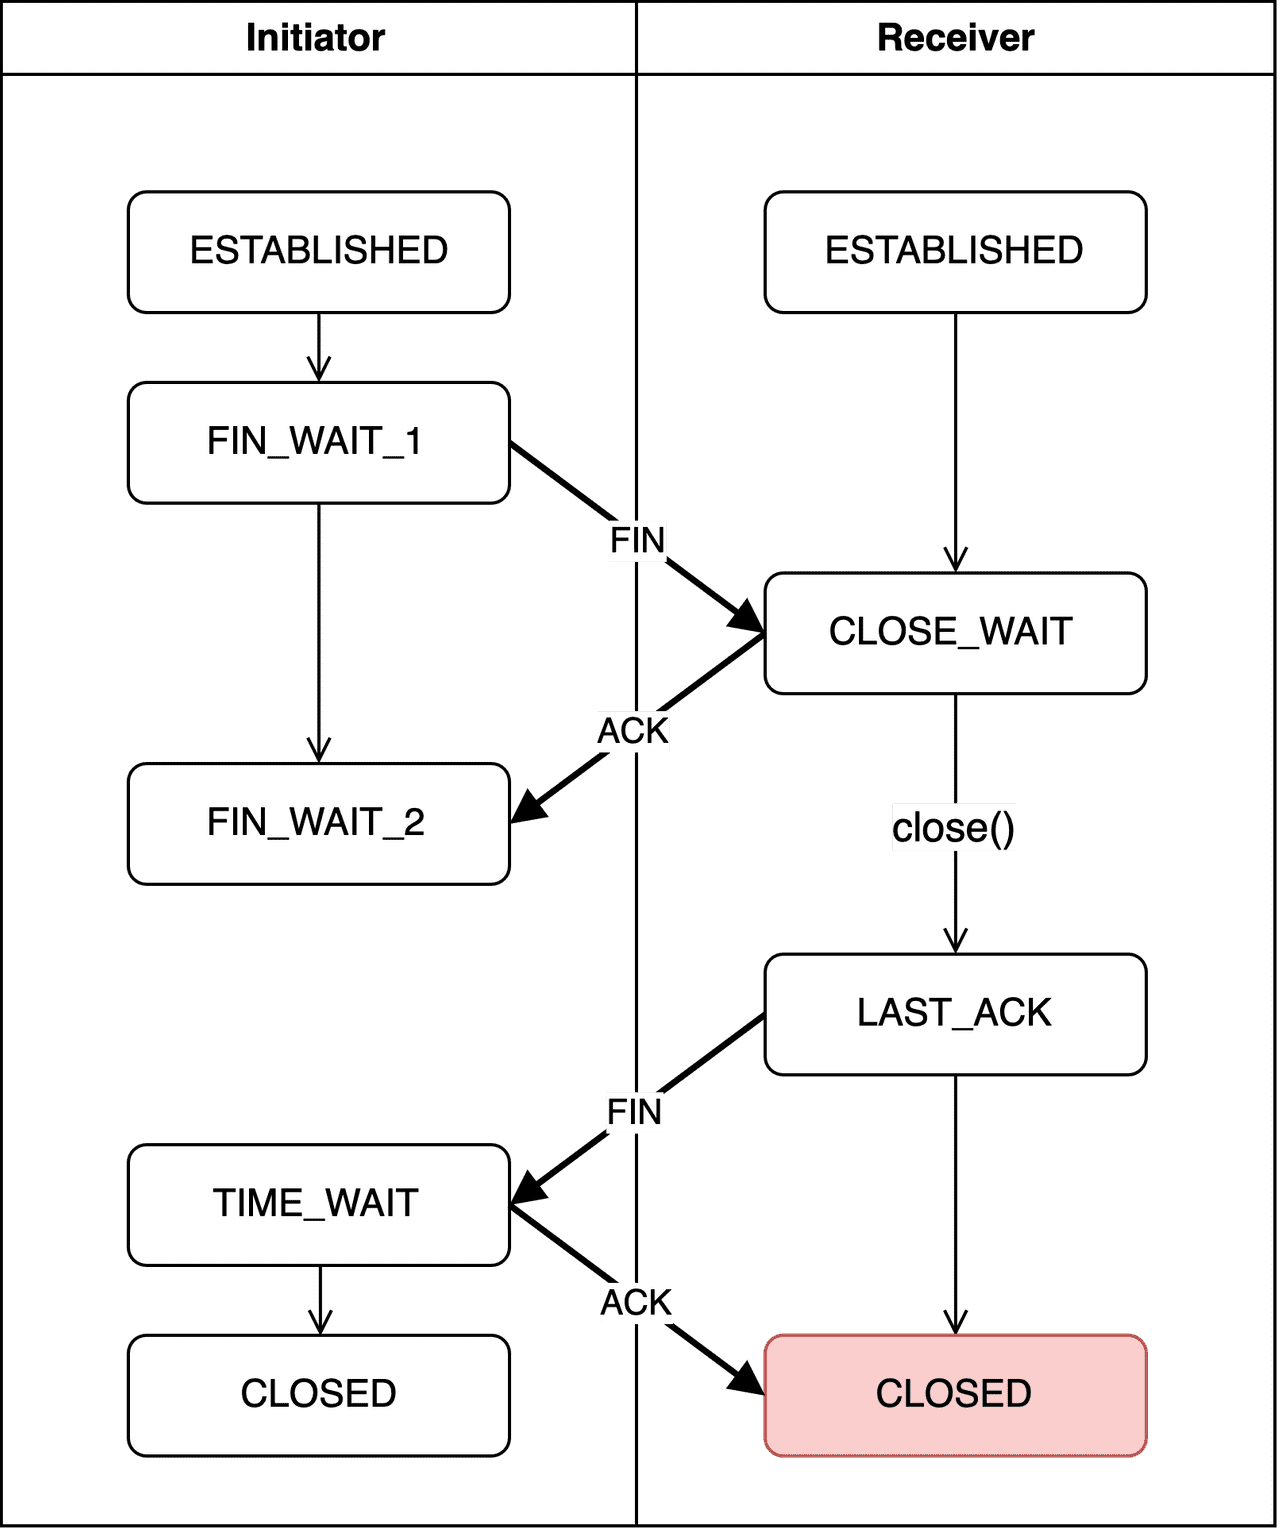 Initiator
Receiver
ESTABLISHED
ESTABLISHED
FIN_WAIT_1
FIN
CLOSE_WAIT
ACK
FIN_WAIT_2
close()
LAST_ACK
FIN
TIME_WAIT
ACK
CLOSED
CLOSED